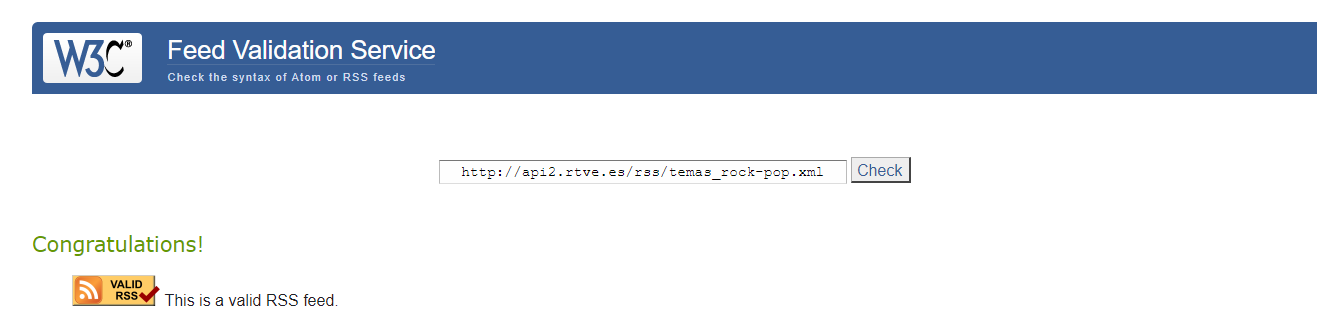 W3C® Feed Validation Service
Check the syntax of Atom or RSS feeds
http://api2.rtve.es/rss/temas_rock-pop.xml Check
Congratulations!
VALID
RSS This is a valid RSS feed.